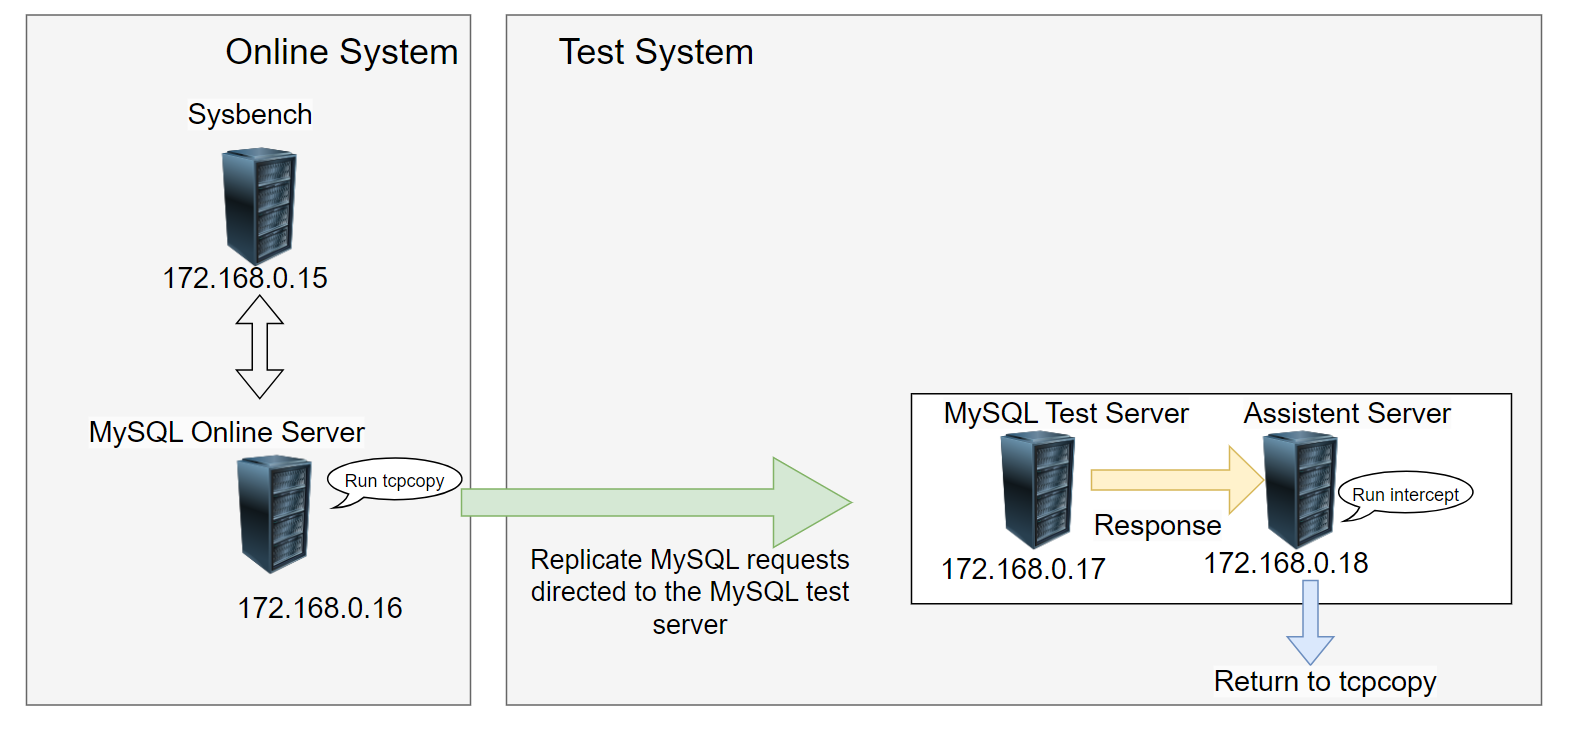 Online System
Sysbench
172.168.0.15
MySQL Online Server
Run tcpcopy
172.168.0.16
Test System
Replicate MySQL requests
directed to the MySQL test
server
MySQL Test Server
172.168.0.17
Response
Assistent Server
Run intercept
172.168.0.18
Return to tcpcopy